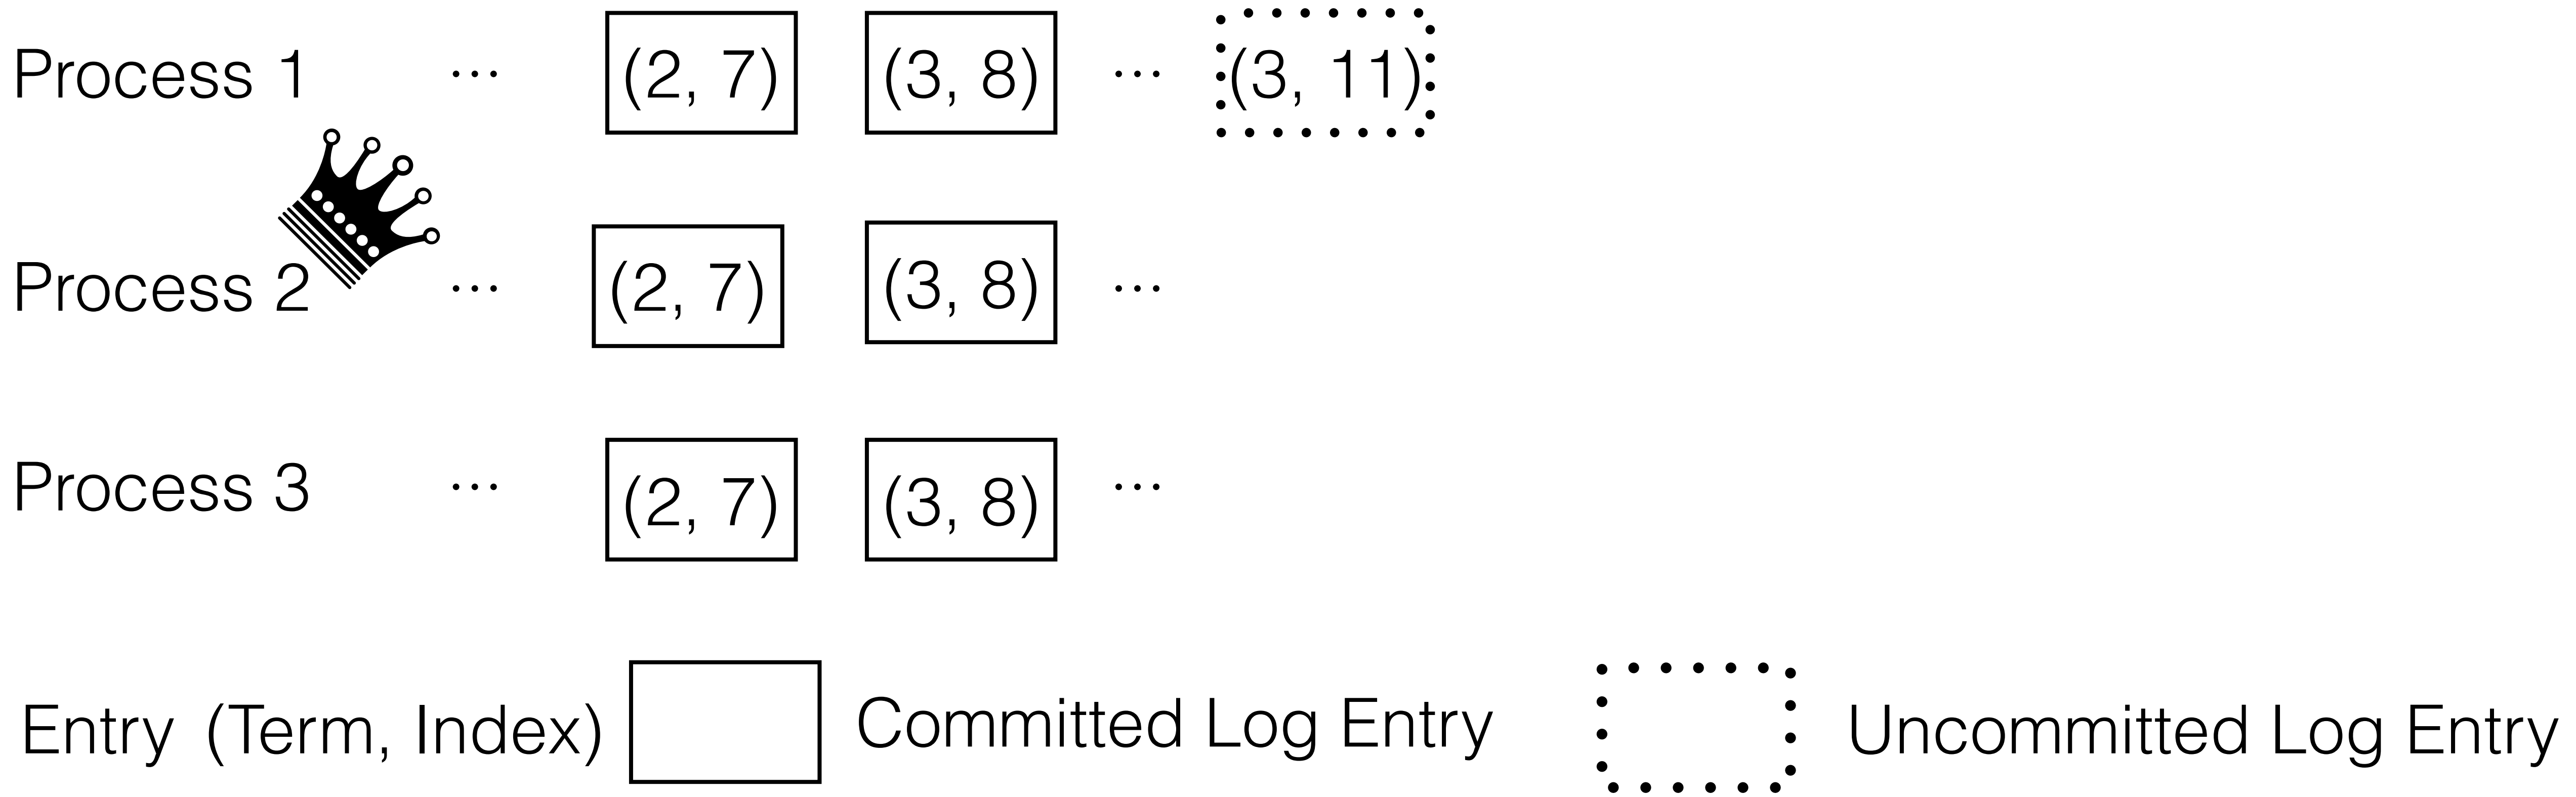 Process 1 ... (2, 7) (3, 8) ... (3, 11)
Process 2 ... (2, 7) (3, 8) ...
Process 3 ... (2, 7) (3, 8) ...
Entry (Term, Index) Committed Log Entry Uncommitted Log Entry